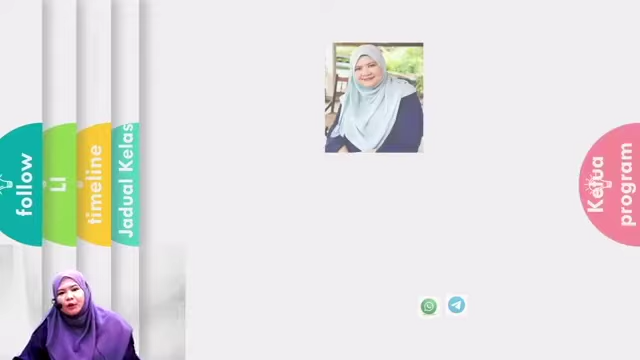 follow
LI
timeline
Jadual Kelas
Ketua
program